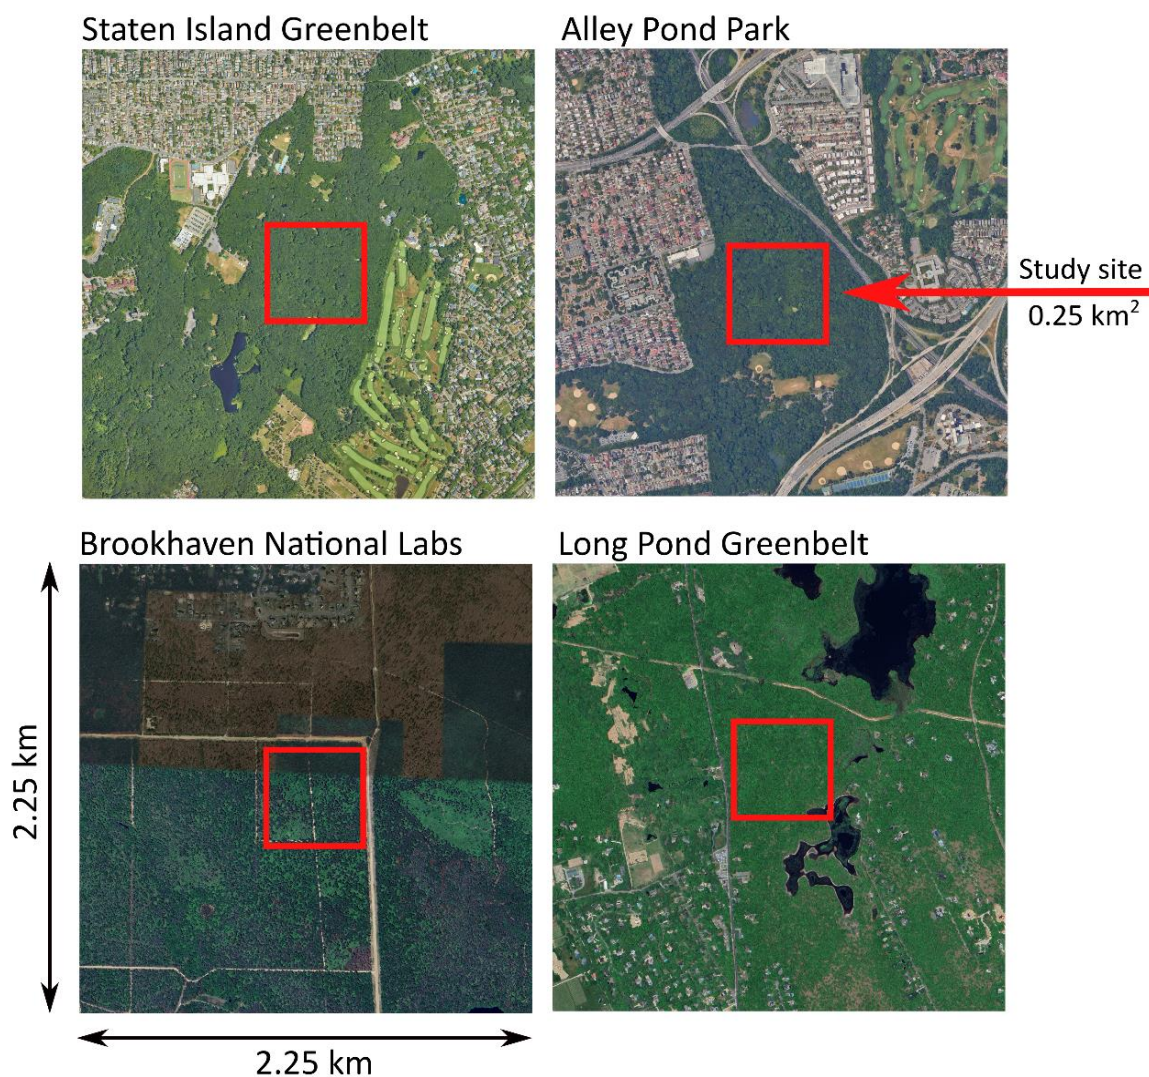 Staten Island Greenbelt
Alley Pond Park
Study site
0.25 km²
Brookhaven National Labs
Long Pond Greenbelt
2.25 km
2.25 km